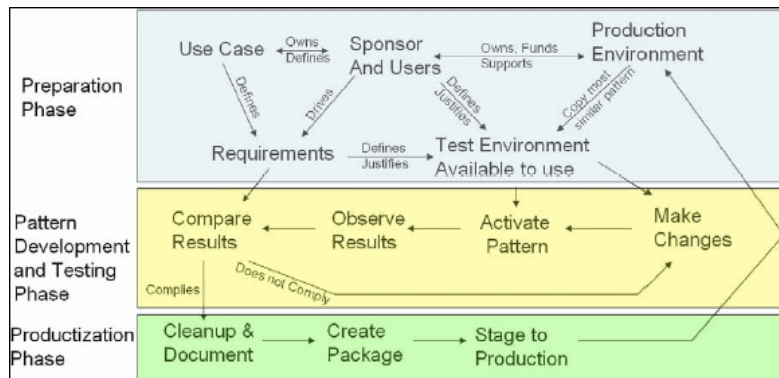 Preparation
Phase
Use Case
Owns
Defines
Sponsor
And Users
Owns, Funds
Supports
Production
Environment
Defines
Drives
Defines
Justifies
Copy most
similar pattern
Requirements
Defines
Justifies
Test Environment
Available to use
Pattern
Development
and Testing
Phase
Compare
Results
Observe
Results
Activate
Pattern
Make
Changes
Complies
Does not Comply
Productization
Phase
Cleanup &
Document
Create
Package
Stage to
Production